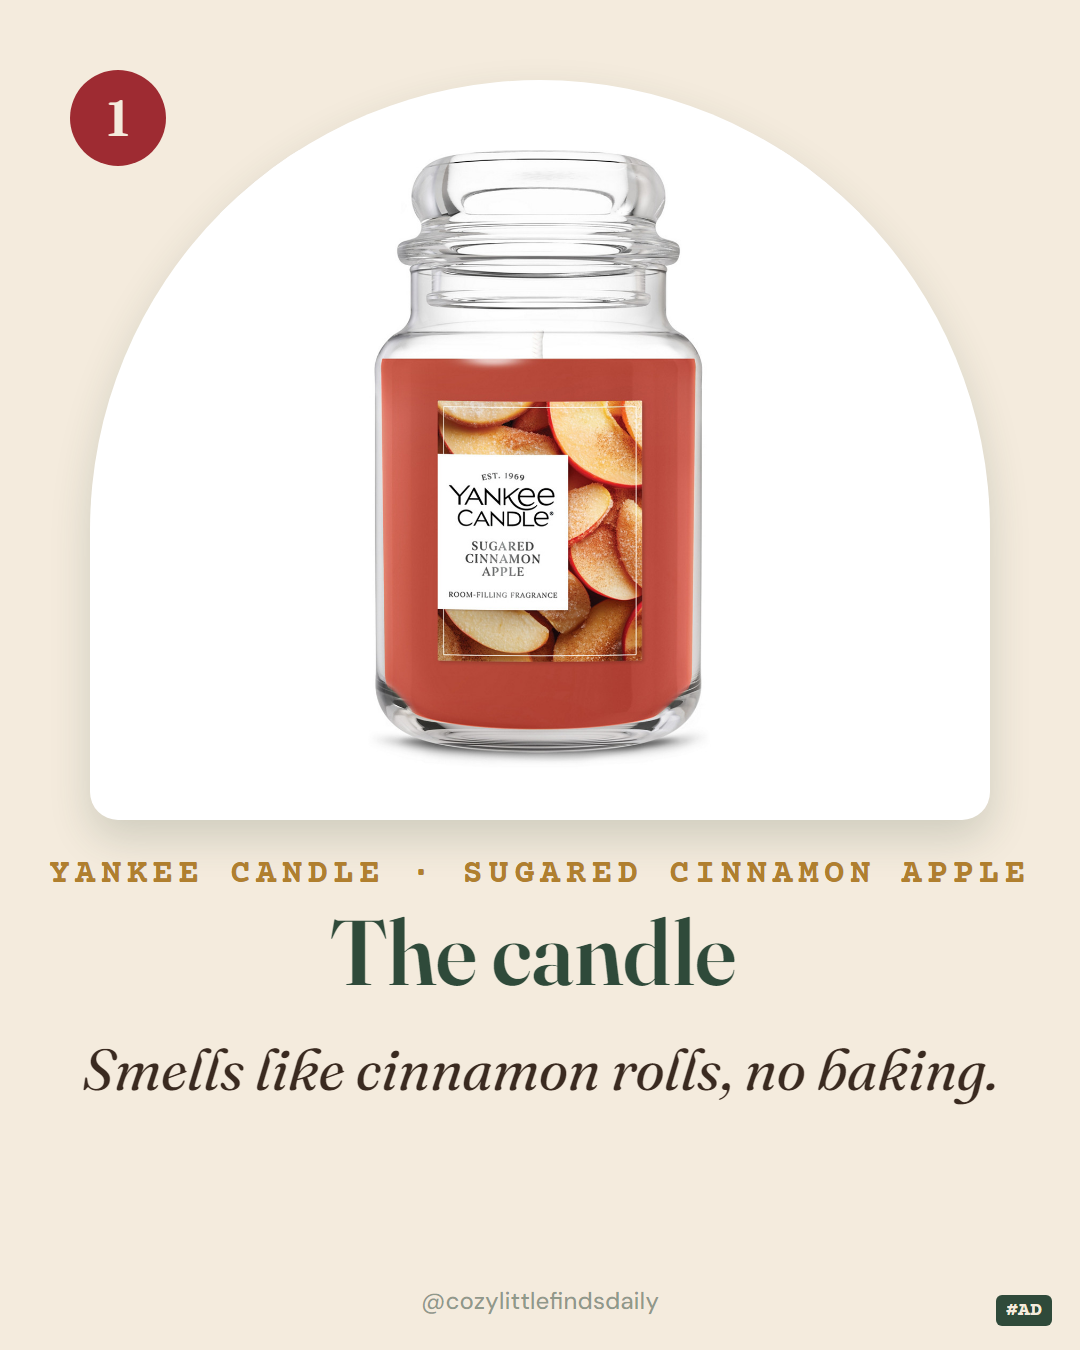 1
EST. 1969
YANKEE
CANDLE®
SUGARED
CINNAMON
APPLE
ROOM-FILLING FRAGRANCE
YANKEE CANDLE · SUGARED CINNAMON APPLE
The candle
Smells like cinnamon rolls, no baking.
@cozylittlefindsdaily
#AD